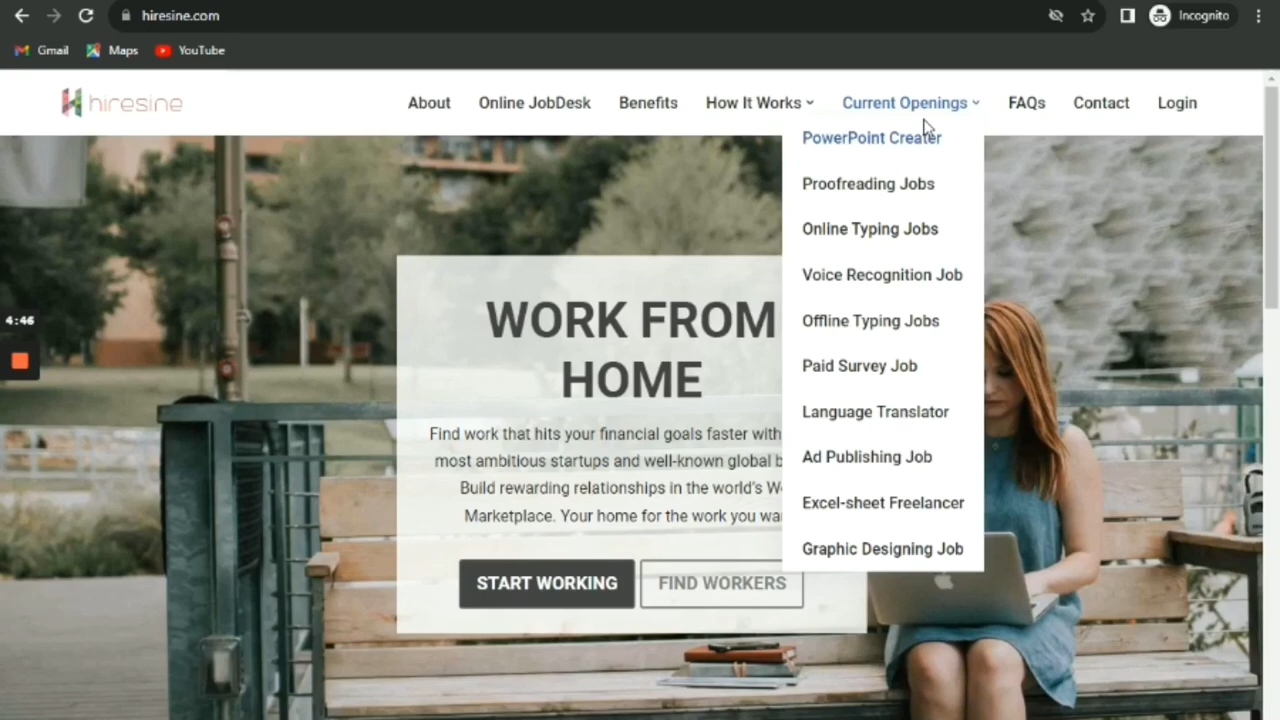 hiresine.com
Incognito
Gmail
Maps
YouTube
hiresine
About
Online JobDesk
Benefits
How It Works
Current Openings
FAQs
Contact
Login
PowerPoint Creater
Proofreading Jobs
Online Typing Jobs
Voice Recognition Job
Offline Typing Jobs
Paid Survey Job
Language Translator
Ad Publishing Job
Excel-sheet Freelancer
Graphic Designing Job
4:46
WORK FROM
HOME
Find work that hits your financial goals faster with
most ambitious startups and well-known global
Build rewarding relationships in the world's
Marketplace. Your home for the work you
START WORKING
FIND WORKERS